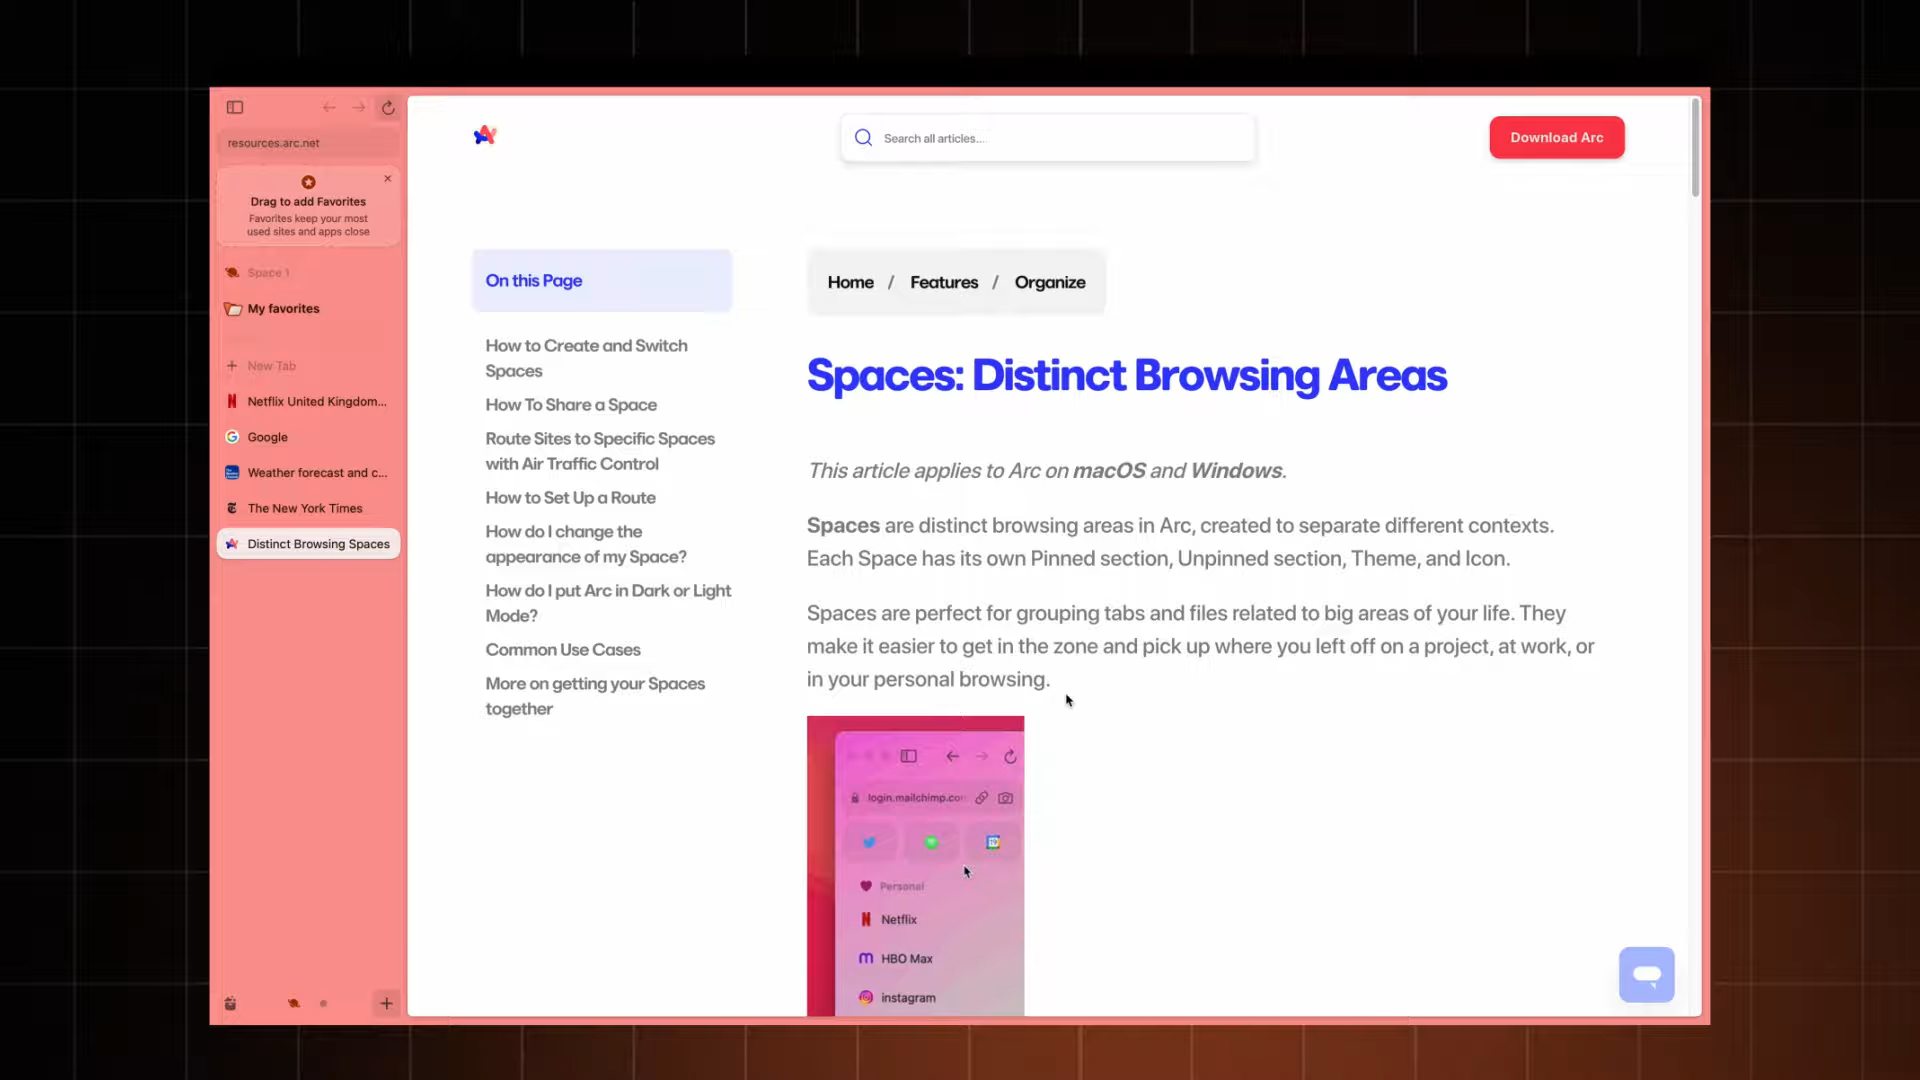 resources.arc.net
Drag to add Favorites
Favorites keep your most
used sites and apps close
Space 1
My favorites
New Tab
Netflix United Kingdom...
Google
Weather forecast and c...
The New York Times
Distinct Browsing Spaces
Search all articles...
Download Arc
On this Page
How to Create and Switch
Spaces
How To Share a Space
Route Sites to Specific Spaces
with Air Traffic Control
How to Set Up a Route
How do I change the
appearance of my Space?
How do I put Arc in Dark or Light
Mode?
Common Use Cases
More on getting your Spaces
together
Home / Features / Organize
Spaces: Distinct Browsing Areas
This article applies to Arc on macOS and Windows.
Spaces are distinct browsing areas in Arc, created to separate different contexts.
Each Space has its own Pinned section, Unpinned section, Theme, and Icon.
Spaces are perfect for grouping tabs and files related to big areas of your life. They
make it easier to get in the zone and pick up where you left off on a project, at work, or
in your personal browsing.
login.mailchimp.co
Personal
Netflix
HBO Max
instagram